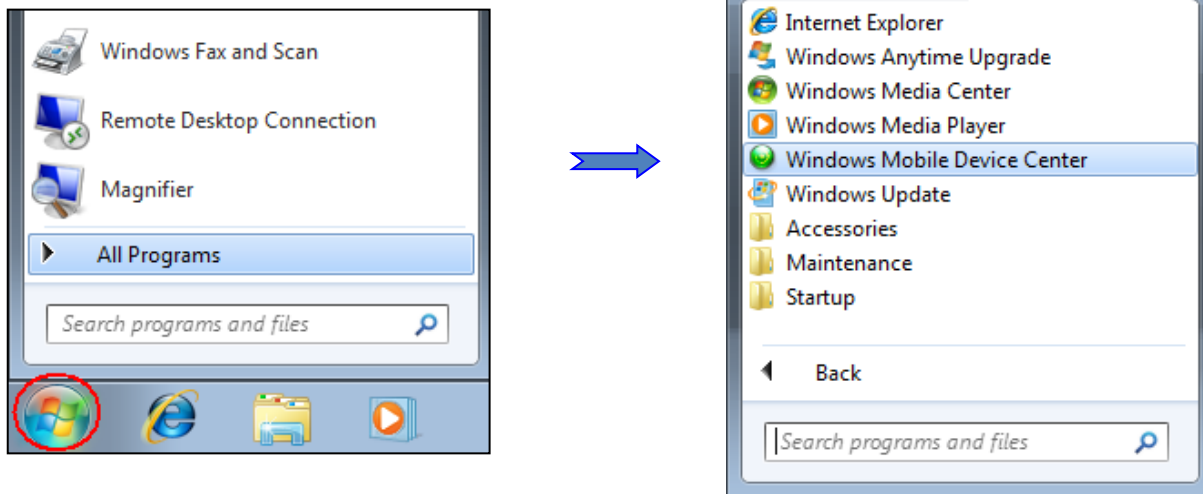 Windows Fax and Scan
Remote Desktop Connection
Magnifier
All Programs
Search programs and files
Internet Explorer
Windows Anytime Upgrade
Windows Media Center
Windows Media Player
Windows Mobile Device Center
Windows Update
Accessories
Maintenance
Startup
Back
Search programs and files